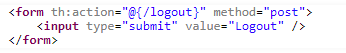 <form th:action="@{/logout}" method="post">
<input type="submit" value="Logout" />
</form>